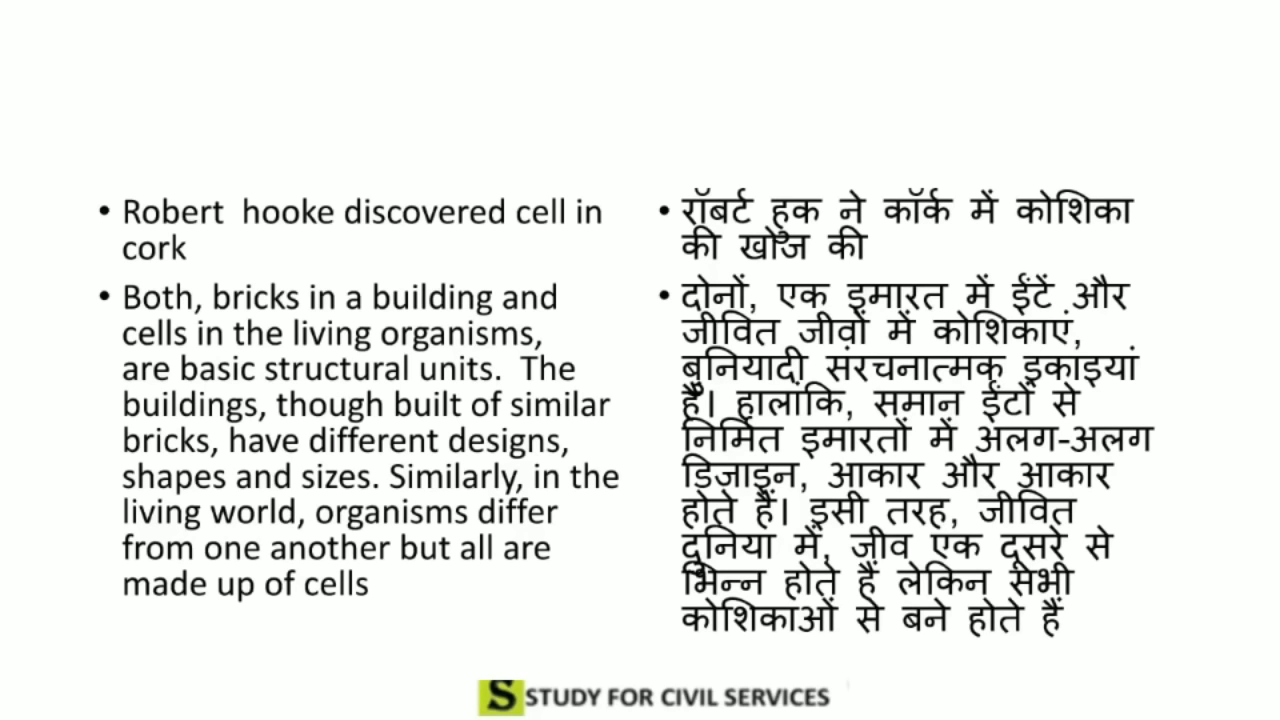 • Robert hooke discovered cell in
cork
• Both, bricks in a building and
cells in the living organisms,
are basic structural units. The
buildings, though built of similar
bricks, have different designs,
shapes and sizes. Similarly, in the
living world, organisms differ
from one another but all are
made up of cells
• रॉबर्ट हुक ने कॉर्क में कोशिका
की खोज की
• दोनों, एक इमारत में ईंटें और
जीवित जीवों में कोशिकाएं,
बुनियादी संरचनात्मक इकाइयां
हैं। हालांकि, समान ईंटों से
निर्मित इमारतों में अलग-अलग
डिज़ाइन, आकार और आकार
होते हैं। इसी तरह, जीवित
दुनिया में, जीव एक दूसरे से
भिन्न होते हैं लेकिन सभी
कोशिकाओं से बने होते हैं
S STUDY FOR CIVIL SERVICES